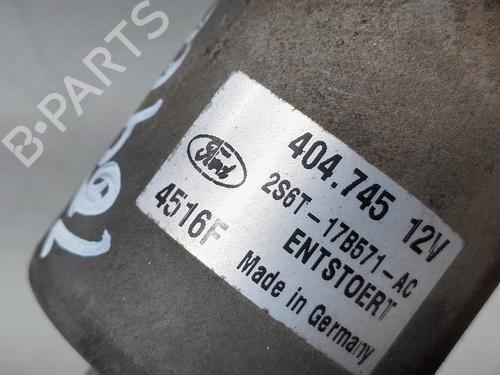 B-PARTS
Ford
404.745 12V
2S6T-17B571-AC
4516F
ENTSTOERT
Made in Germany